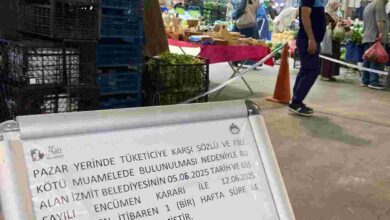 T.C.
İZMİT
PAZAR YERİNDE TÜKETİCİYE KARŞI SÖZLÜ VE FİİLİ
KÖTÜ MUAMELEDE BULUNULMASI NEDENİYLE BU
ALAN İZMİT BELEDİYESİNİN 05.06.2025 TARİH VE
SAYILI ENCÜMEN KARARI İLE 12.06.2025
İTİBAREN 1 (BİR) HAFTA SÜRE İLE